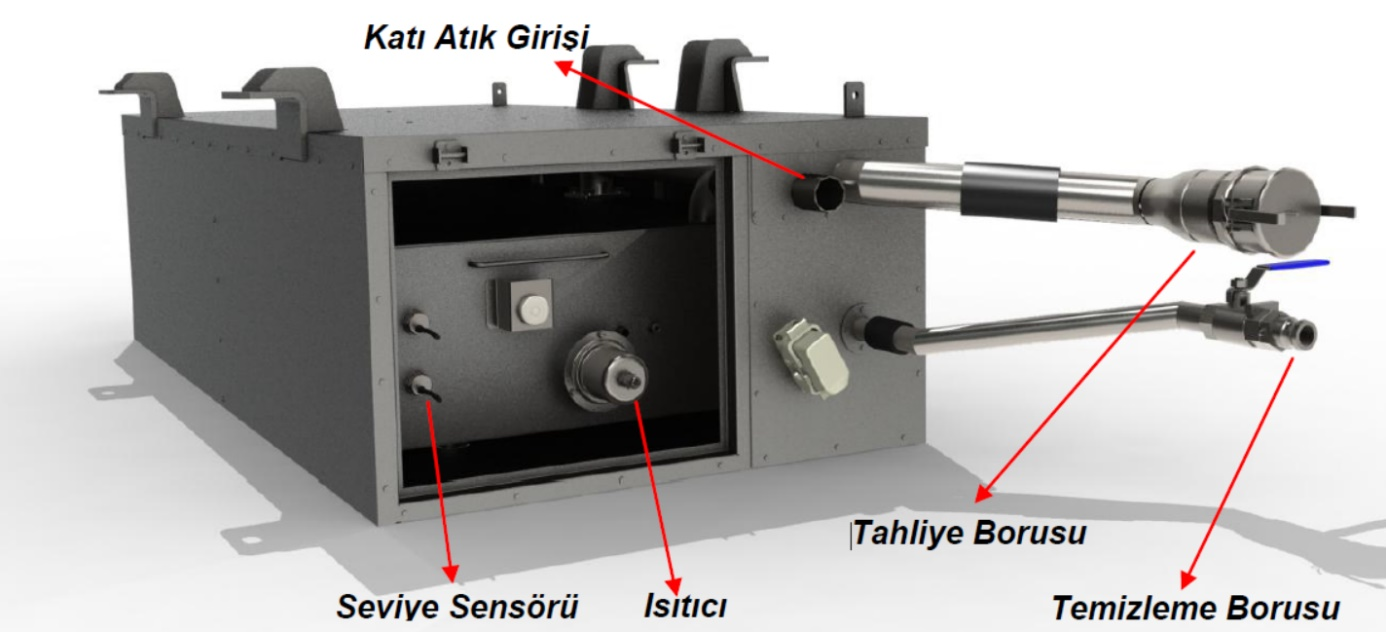 Katı Atık Girişi
Tahliye Borusu
Seviye Sensörü
Isıtıcı
Temizleme Borusu